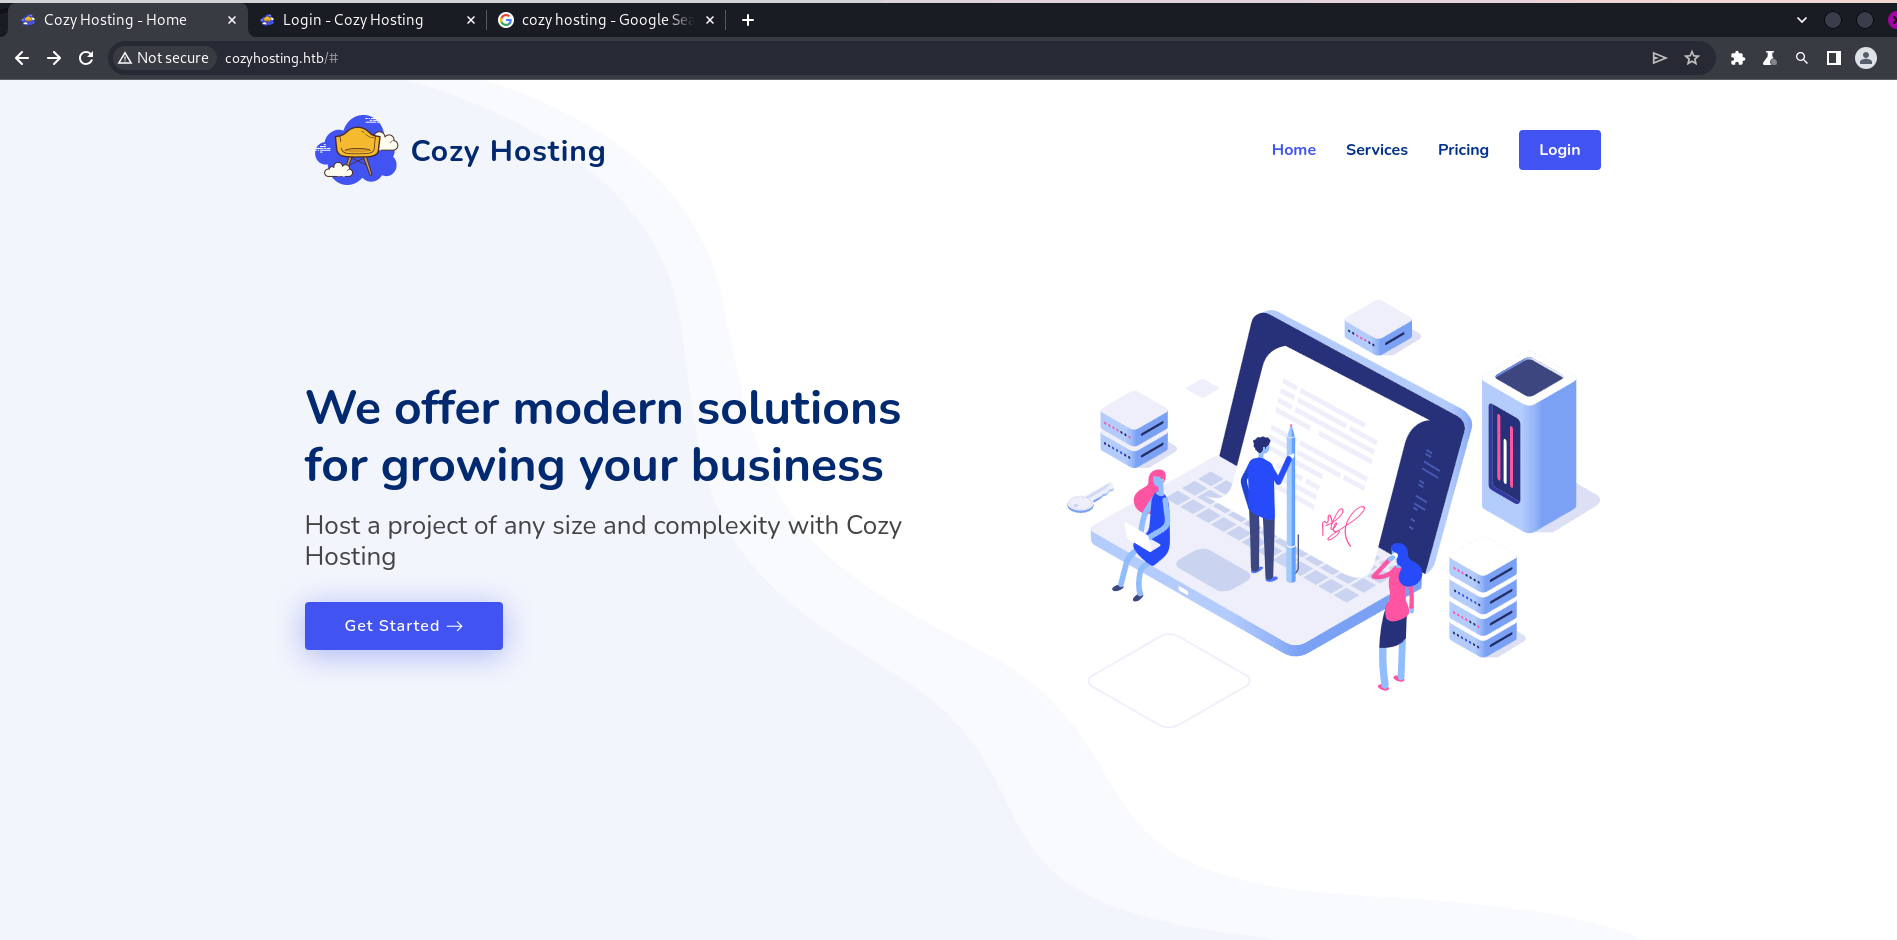 Cozy Hosting - Home
Login - Cozy Hosting
cozy hosting - Google Sea
Not secure
cozyhosting.htb/#
Cozy Hosting
Home
Services
Pricing
Login
We offer modern solutions
for growing your business
Host a project of any size and complexity with Cozy
Hosting
Get Started →